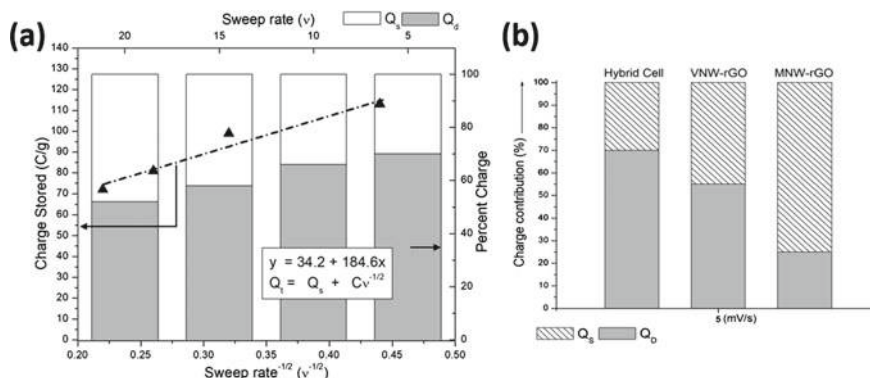 (a)
Sweep rate (ν)
20 15 10 5
Qs Qd
140
130
120
110
100
90
80
70
60
50
40
30
20
10
0
Charge Stored (C/g)
100
80
60
40
20
0
Percent Charge
y = 34.2 + 184.6x
Qt = Qs + Cν-1/2
0.20 0.25 0.30 0.35 0.40 0.45 0.50
Sweep rate-1/2 (ν-1/2)
(b)
Hybrid Cell VNW-rGO MNW-rGO
100
90
80
70
60
50
40
30
20
10
0
Charge contribution (%)
5 (mV/s)
Qs QD